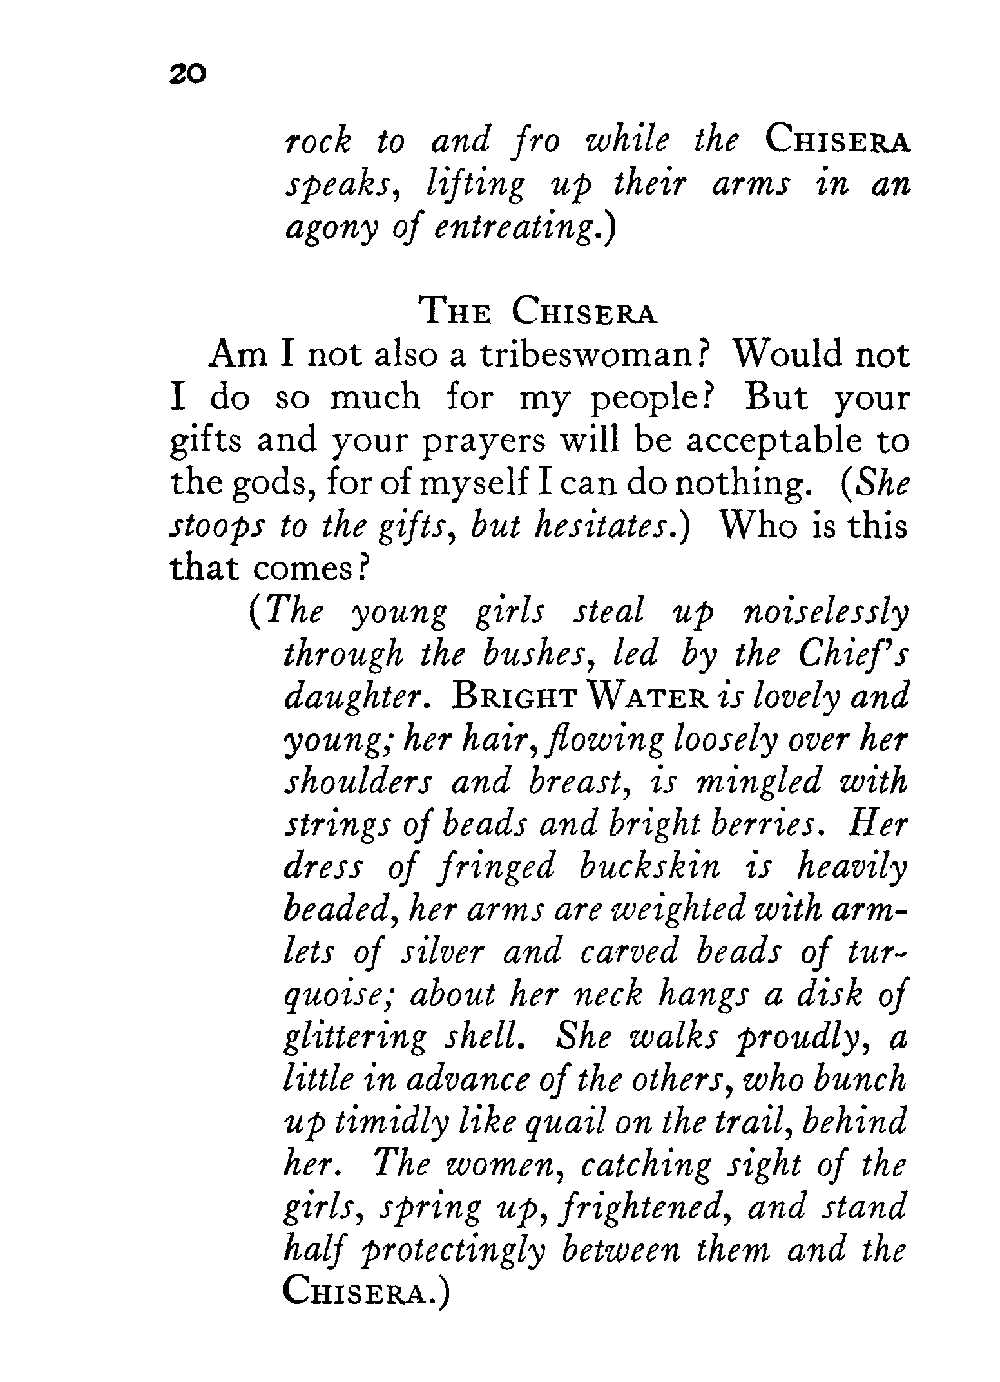 20
rock to and fro while the CHISERA
speaks, lifting up their arms in an
agony of entreating.)
THE CHISERA
Am I not also a tribeswoman? Would not
I do so much for my people? But your
gifts and your prayers will be acceptable to
the gods, for of myself I can do nothing. (She
stoops to the gifts, but hesitates.) Who is this
that comes?
(The young girls steal up noiselessly
through the bushes, led by the Chief's
daughter. BRIGHT WATER is lovely and
young; her hair, flowing loosely over her
shoulders and breast, is mingled with
strings of beads and bright berries. Her
dress of fringed buckskin is heavily
beaded, her arms are weighted with arm-
lets of silver and carved beads of tur-
quoise; about her neck hangs a disk of
glittering shell. She walks proudly, a
little in advance of the others, who bunch
up timidly like quail on the trail, behind
her. The women, catching sight of the
girls, spring up, frightened, and stand
half protectingly between them and the
CHISERA.)